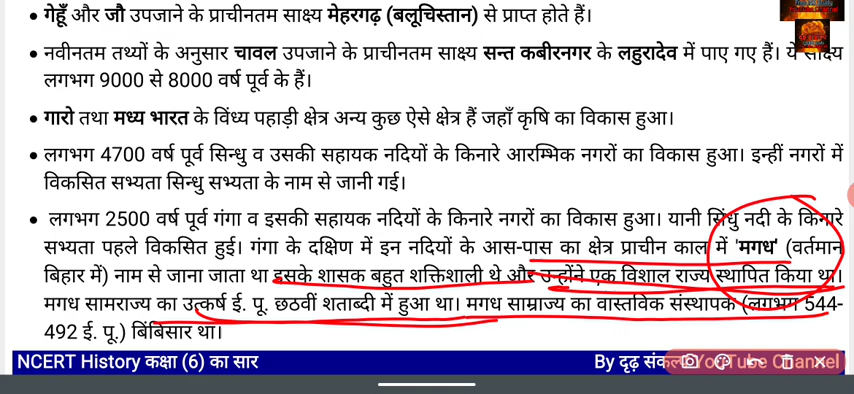 • गेहूँ और जौ उपजाने के प्राचीनतम साक्ष्य मेहरगढ़ (बलूचिस्तान) से प्राप्त होते हैं।
• नवीनतम तथ्यों के अनुसार चावल उपजाने के प्राचीनतम साक्ष्य सन्त कबीरनगर के लहुरादेव में पाए गए हैं। ये साक्ष्य
लगभग 9000 से 8000 वर्ष पूर्व के हैं।
• गारो तथा मध्य भारत के विंध्य पहाड़ी क्षेत्र अन्य कुछ ऐसे क्षेत्र हैं जहाँ कृषि का विकास हुआ।
• लगभग 4700 वर्ष पूर्व सिन्धु व उसकी सहायक नदियों के किनारे आरम्भिक नगरों का विकास हुआ। इन्हीं नगरों में
विकसित सभ्यता सिन्धु सभ्यता के नाम से जानी गई।
• लगभग 2500 वर्ष पूर्व गंगा व इसकी सहायक नदियों के किनारे नगरों का विकास हुआ। यानी सिंधु नदी के किनारे
सभ्यता पहले विकसित हुई। गंगा के दक्षिण में इन नदियों के आस-पास का क्षेत्र प्राचीन काल में 'मगध' (वर्तमान
बिहार में) नाम से जाना जाता था इसके शासक बहुत शक्तिशाली थे और उन्होंने एक विशाल राज्य स्थापित किया था।
मगध सामराज्य का उत्कर्ष ई. पू. छठवीं शताब्दी में हुआ था। मगध साम्राज्य का वास्तविक संस्थापक (लगभग 544-
492 ई. पू.) बिंबिसार था।
NCERT History कक्षा (6) का सार By दृढ़ संकल्प YouTube Channel